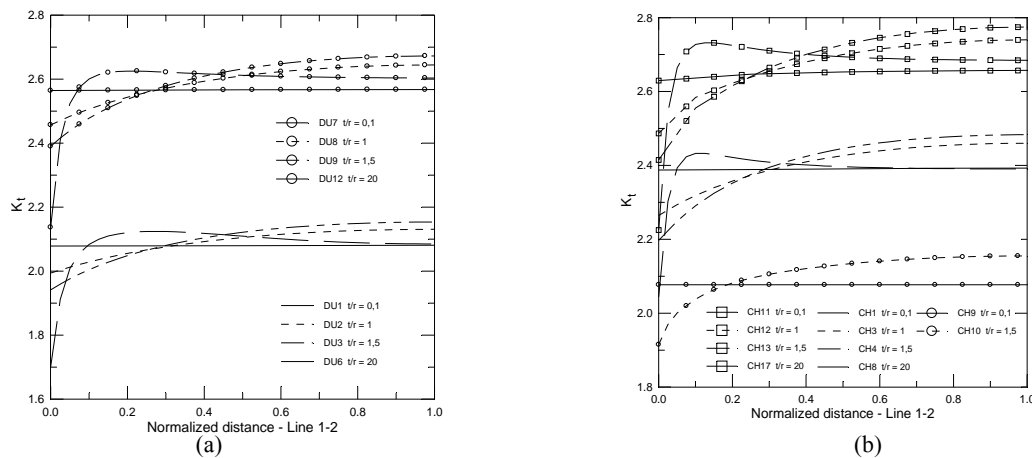 2.8
2.6
2.4
2.2
2.0
1.8
1.6
K_t
DU7 t/r = 0,1
DU8 t/r = 1
DU9 t/r = 1,5
DU12 t/r = 20
DU1 t/r = 0,1
DU2 t/r = 1
DU3 t/r = 1,5
DU6 t/r = 20
0.0 0.2 0.4 0.6 0.8 1.0
Normalized distance - Line 1-2
(a)
2.8
2.6
2.4
2.2
2.0
1.8
K_t
CH11 t/r = 0,1 CH1 t/r = 0,1 CH9 t/r = 0,1
CH12 t/r = 1 CH3 t/r = 1 CH10 t/r = 1,5
CH13 t/r = 1,5 CH4 t/r = 1,5
CH17 t/r = 20 CH8 t/r = 20
0.0 0.2 0.4 0.6 0.8 1.0
Normalized distance - Line 1-2
(b)